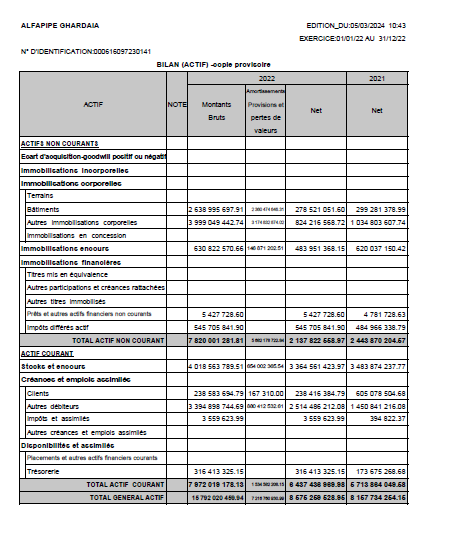 ALFAPIPE GHARDAIA EDITION_DU:05/03/2024 10:43
EXERCICE:01/01/22 AU 31/12/22
N° D'IDENTIFICATION:000616097230141
BILAN (ACTIF) -copie provisoire
2022 2021
ACTIF NOTE Montants Bruts Amortissements Provisions et pertes de valeurs Net Net
ACTIFS NON COURANTS
Ecart d'acquisition-goodwill positif ou négatif
Immobilisations incorporelles
Immobilisations corporelles
Terrains
Bâtiments 2 638 995 697.91 2 360 474 646.31 278 521 051.60 299 281 378.99
Autres immobilisations corporelles 3 999 049 442.74 3 174 832 874.02 824 216 568.72 1 034 803 607.74
Immobilisations en concession
Immobilisations encours 630 822 570.66 146 871 202.51 483 951 368.15 620 037 150.42
Immobilisations financières
Titres mis en équivalence
Autres participations et créances rattachées
Autres titres immobilisés
Prêts et autres actifs financiers non courants 5 427 728.60 5 427 728.60 4 781 728.63
Impôts différés actif 545 705 841.90 545 705 841.90 484 966 338.79
TOTAL ACTIF NON COURANT 7 820 001 281.81 5 682 178 722.84 2 137 822 558.97 2 443 870 204.57
ACTIF COURANT
Stocks et encours 4 018 563 789.51 654 002 365.54 3 364 561 423.97 3 483 874 237.77
Créances et emplois assimilés
Clients 238 583 694.79 167 310.00 238 416 384.79 605 078 504.68
Autres débiteurs 3 394 898 744.69 880 412 532.61 2 514 486 212.08 1 450 841 216.08
Impôts et assimilés 3 559 623.99 3 559 623.99 394 822.37
Autres créances et emplois assimilés
Disponibilités et assimilés
Placements et autres actifs financiers courants
Trésorerie 316 413 325.15 316 413 325.15 173 675 268.68
TOTAL ACTIF COURANT 7 972 019 178.13 1 534 582 208.15 6 437 436 969.98 5 713 864 049.58
TOTAL GENERAL ACTIF 15 792 020 459.94 7 216 760 930.99 8 575 259 528.95 8 157 734 254.15